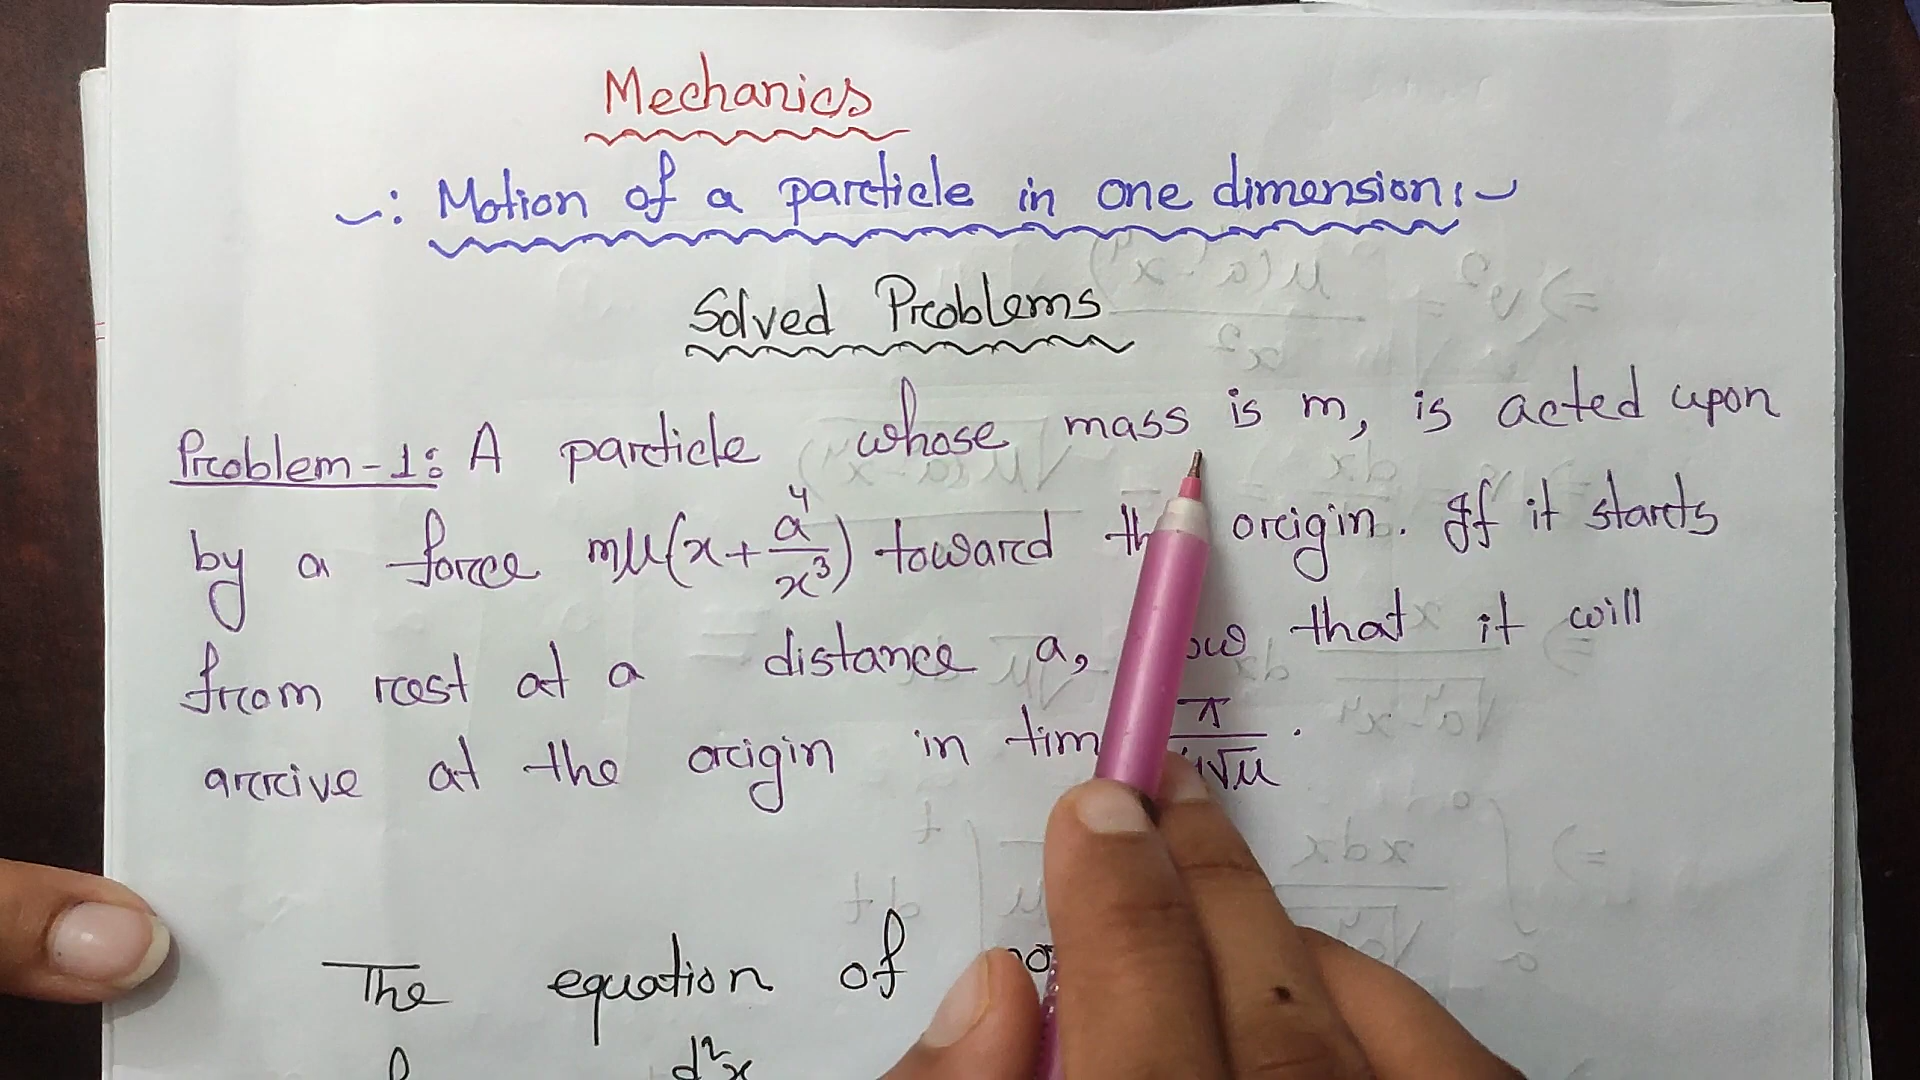 Mechanics
~: Motion of a particle in one dimension:~
Solved Problems
Problem-1: A particle whose mass is m, is acted upon
by a force mμ(x + a⁴/x³) toward origin. If it starts
from rest at a distance a, that it will
arrive at the origin in π/√μ.
The equation of
d²x